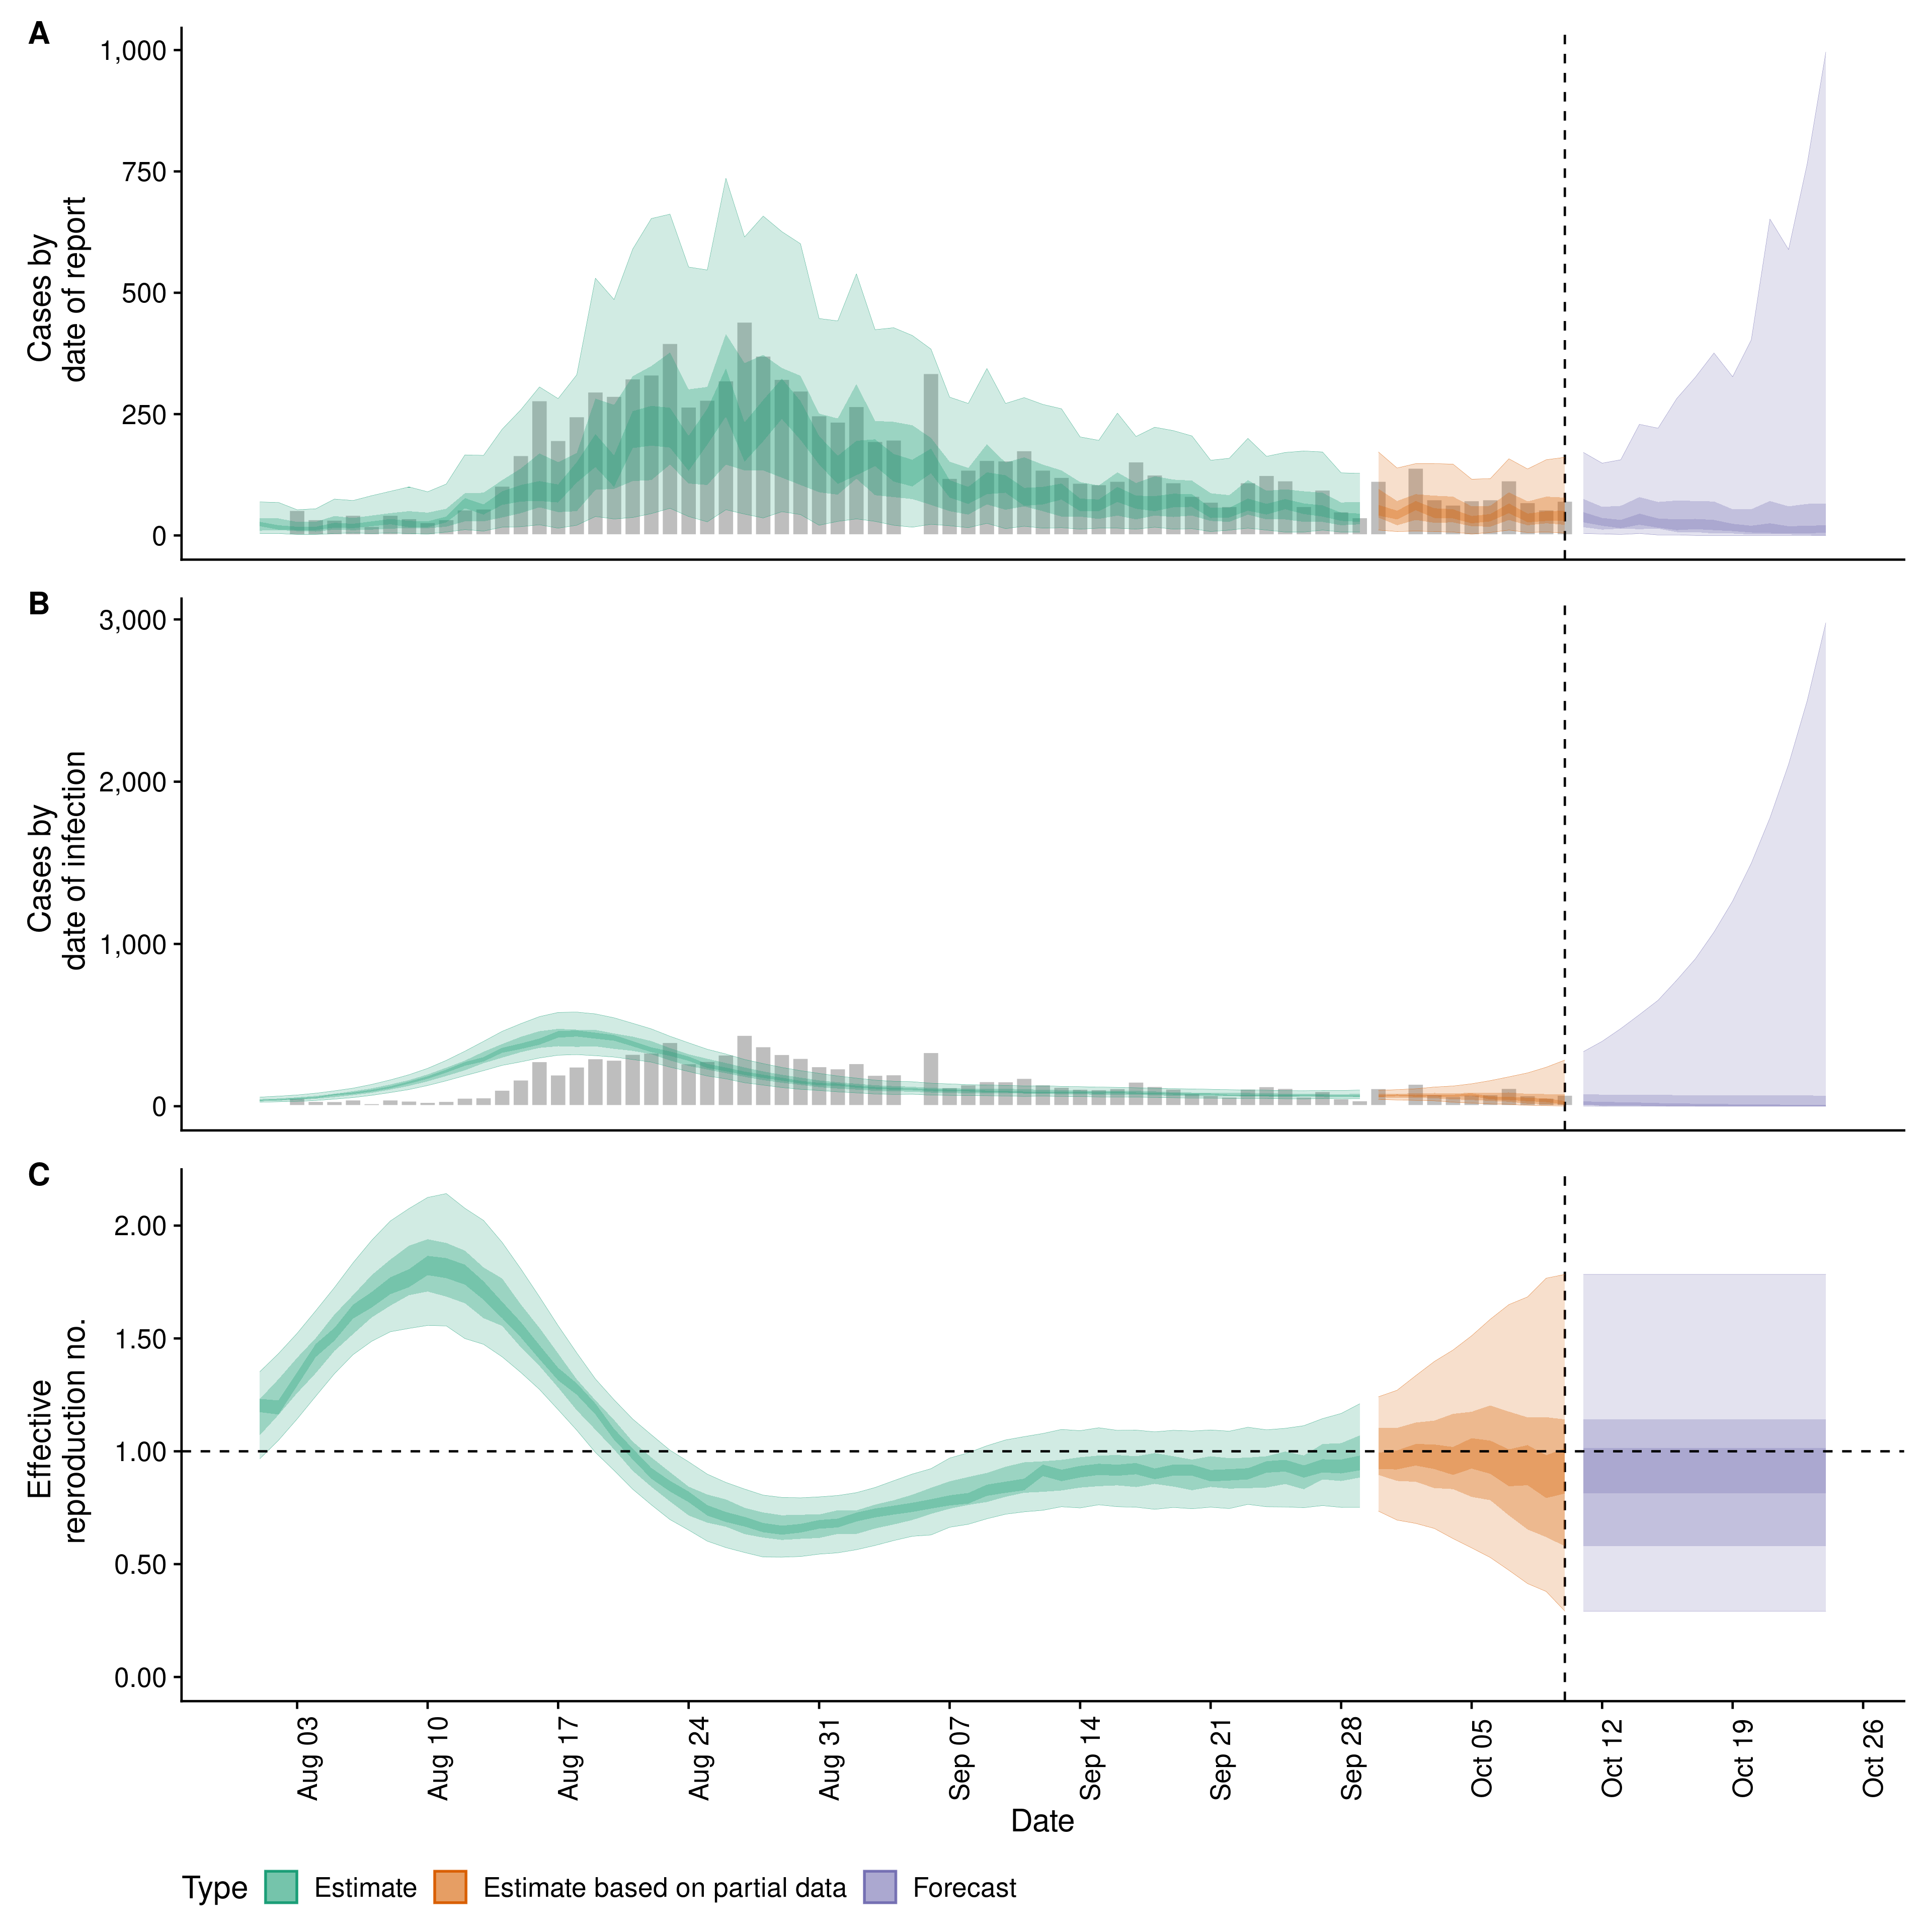 A
1,000
750
500
250
0
Cases by
date of report
B
3,000
2,000
1,000
0
Cases by
date of infection
C
2.00
1.50
1.00
0.50
0.00
Effective
reproduction no.
Aug 03
Aug 10
Aug 17
Aug 24
Aug 31
Sep 07
Sep 14
Sep 21
Sep 28
Oct 05
Oct 12
Oct 19
Oct 26
Date
Type Estimate Estimate based on partial data Forecast